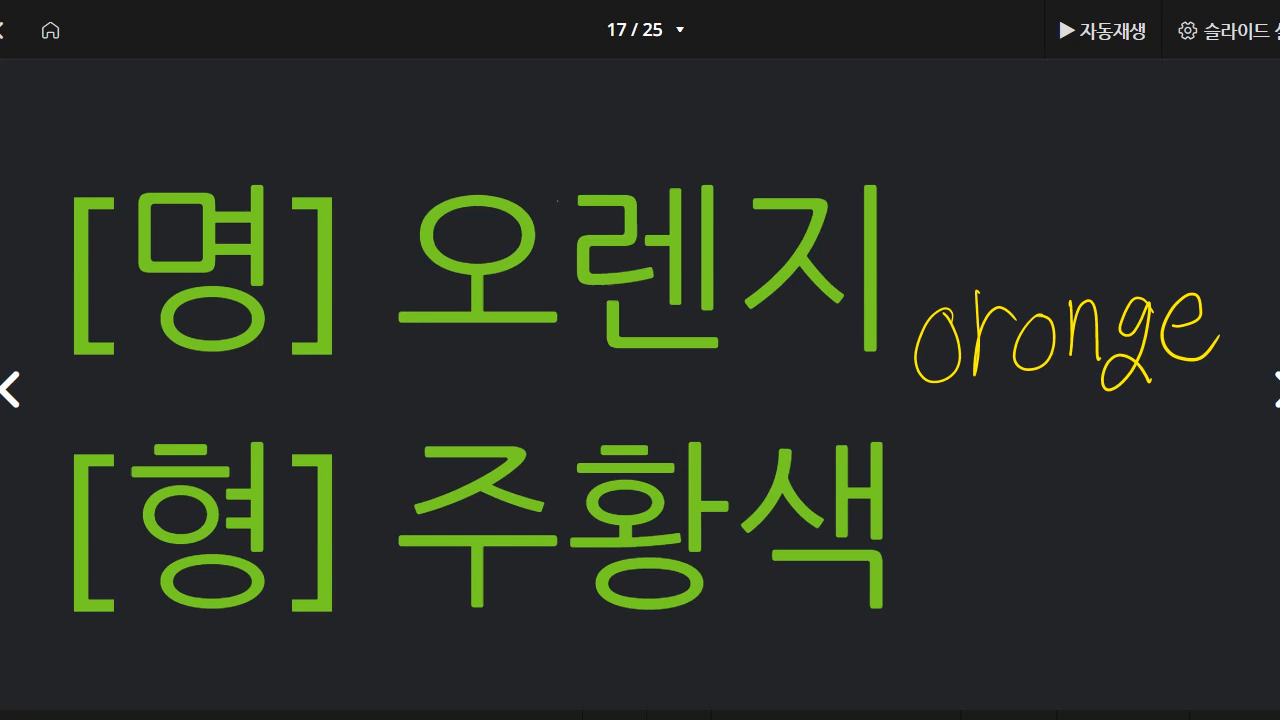 17 / 25
▶ 자동재생
슬라이드
[명] 오렌지
oronge
[형] 주황색